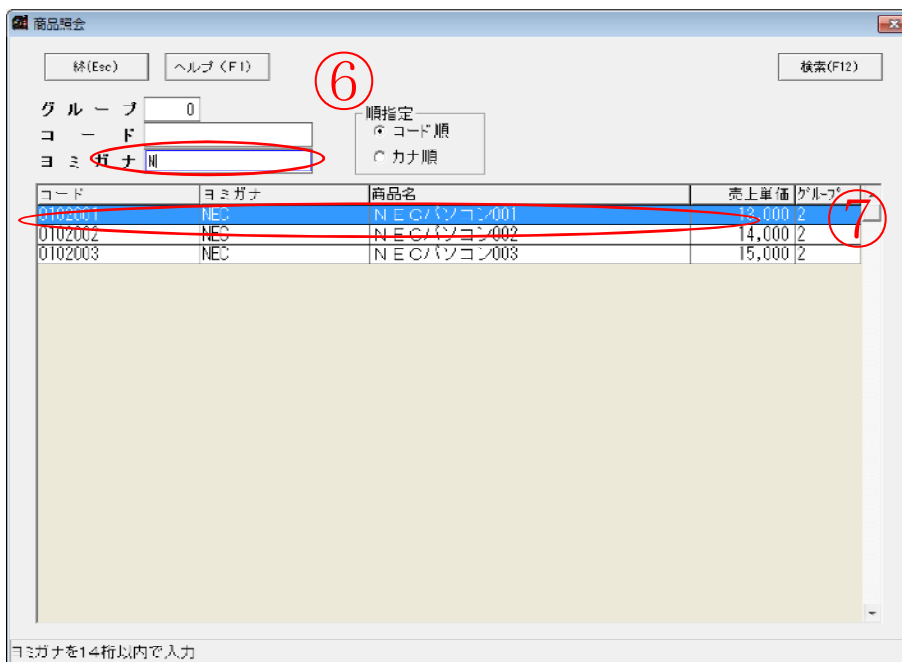 商品照会
終(Esc) ヘルプ(F1) 検索(F12)
⑥
グループ 0
コード
ヨミガナ N
順指定
コード順
カナ順
コード ヨミガナ 商品名 売上単価 グループ
0102001 NEC NECパソコン001 13,000 2
0102002 NEC NECパソコン002 14,000 2
0102003 NEC NECパソコン003 15,000 2
⑦
ヨミガナを14桁以内で入力